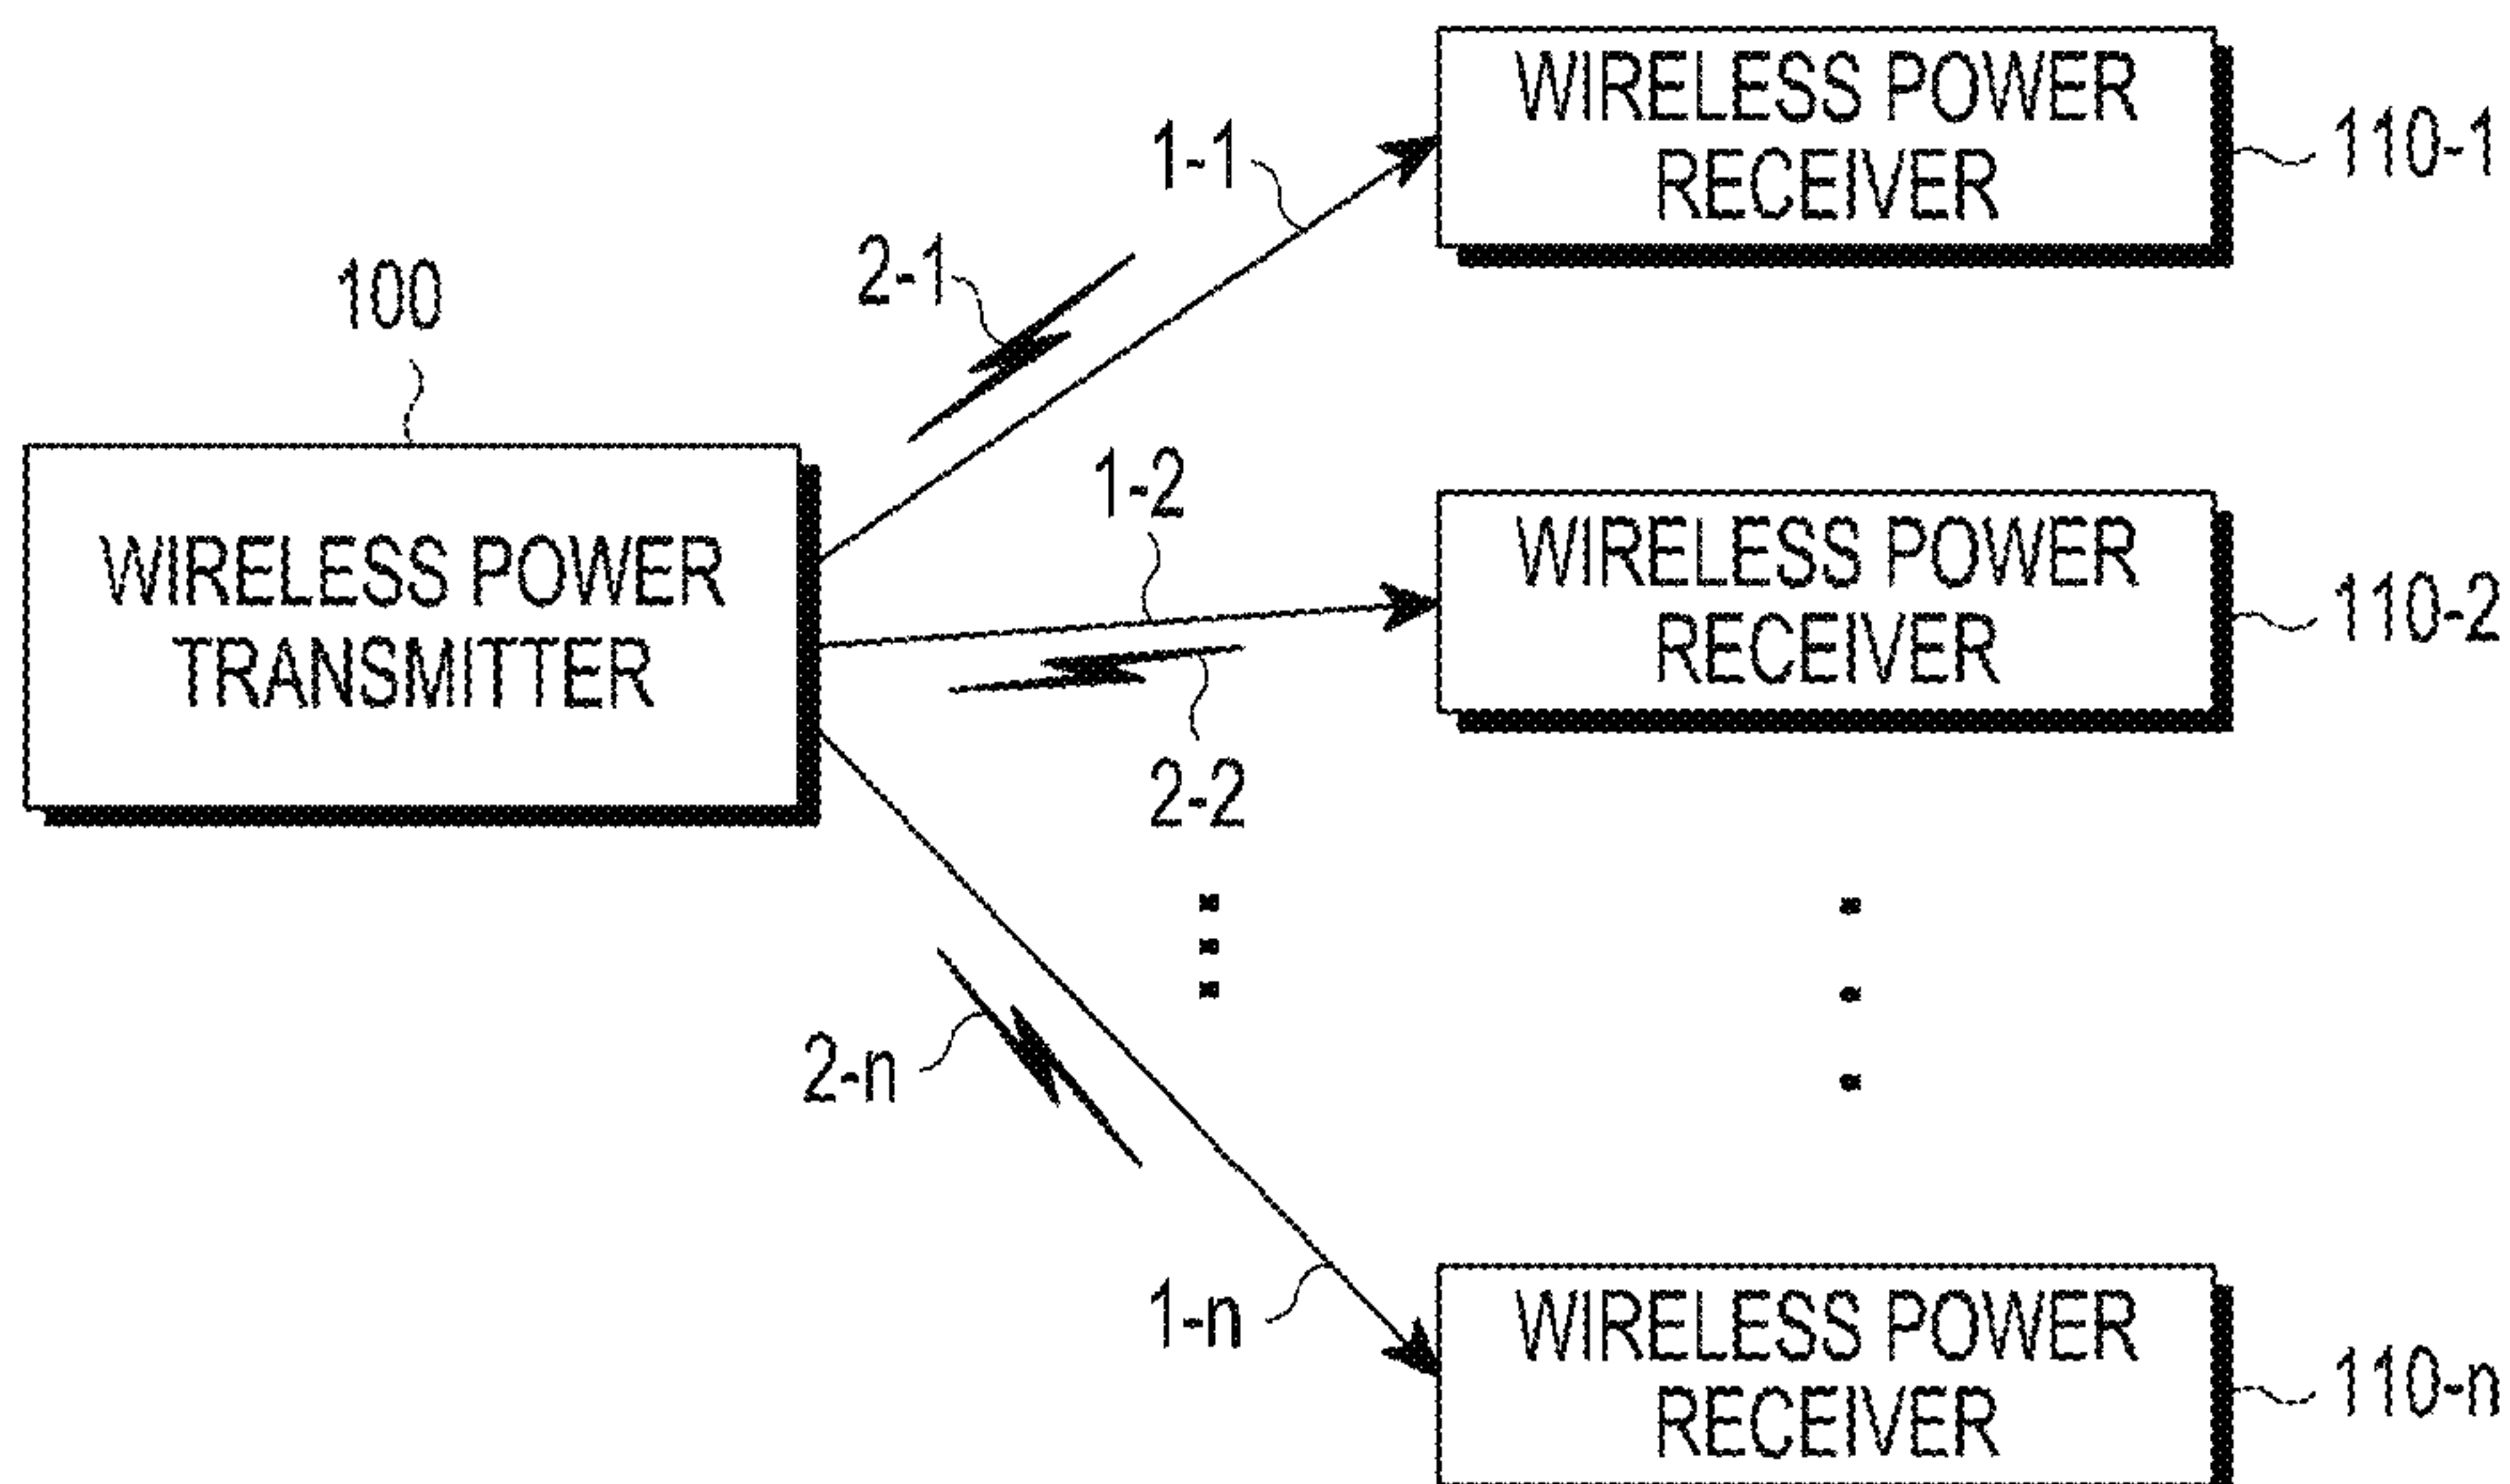 WIRELESS POWER
RECEIVER
110-1
1-1
2-1
100
1-2
WIRELESS POWER
TRANSMITTER
WIRELESS POWER
RECEIVER
110-2
2-2
2-n
1-n
WIRELESS POWER
RECEIVER
110-n